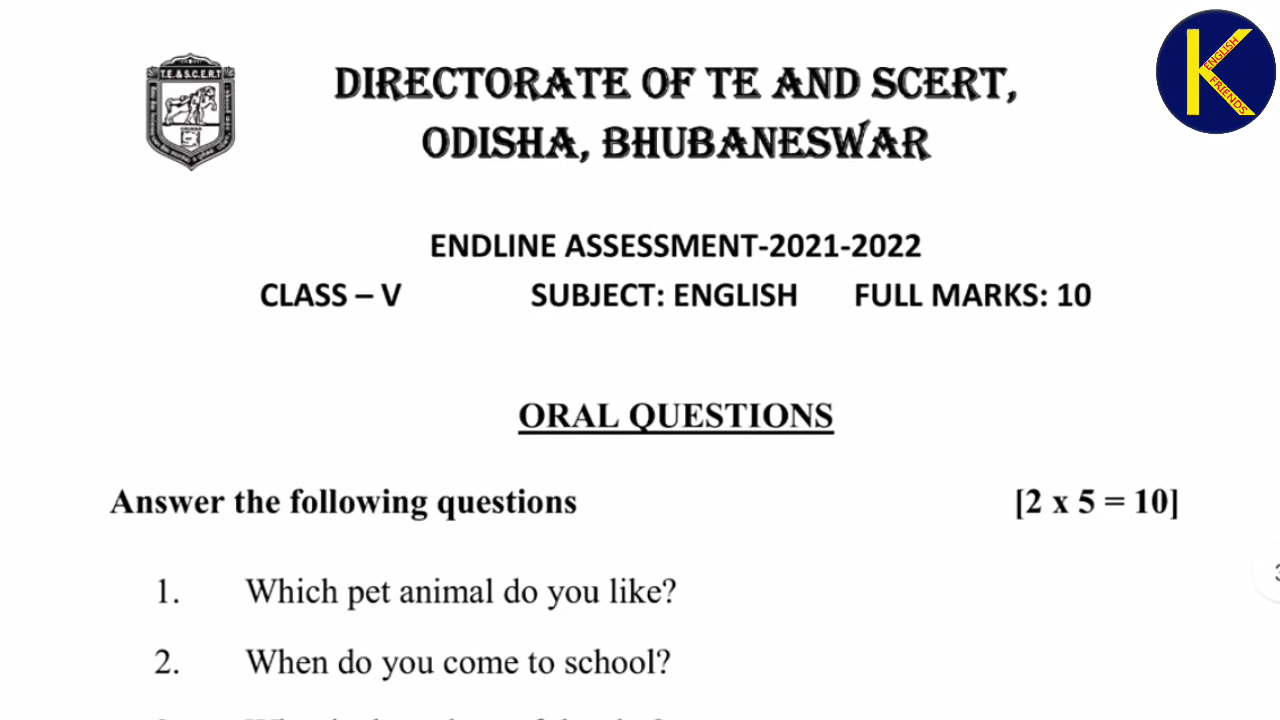 T.E & S.C.E.R.T
DIRECTORATE OF TE AND SCERT,
ODISHA, BHUBANESWAR
K
ENGLISH
FRIENDS
ENDLINE ASSESSMENT-2021-2022
CLASS – V SUBJECT: ENGLISH FULL MARKS: 10
ORAL QUESTIONS
Answer the following questions [2 x 5 = 10]
1. Which pet animal do you like?
2. When do you come to school?